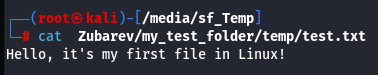 ┌──(root㉿kali)-[/media/sf_Temp]
└─# cat  Zubarev/my_test_folder/temp/test.txt
Hello, it's my first file in Linux!